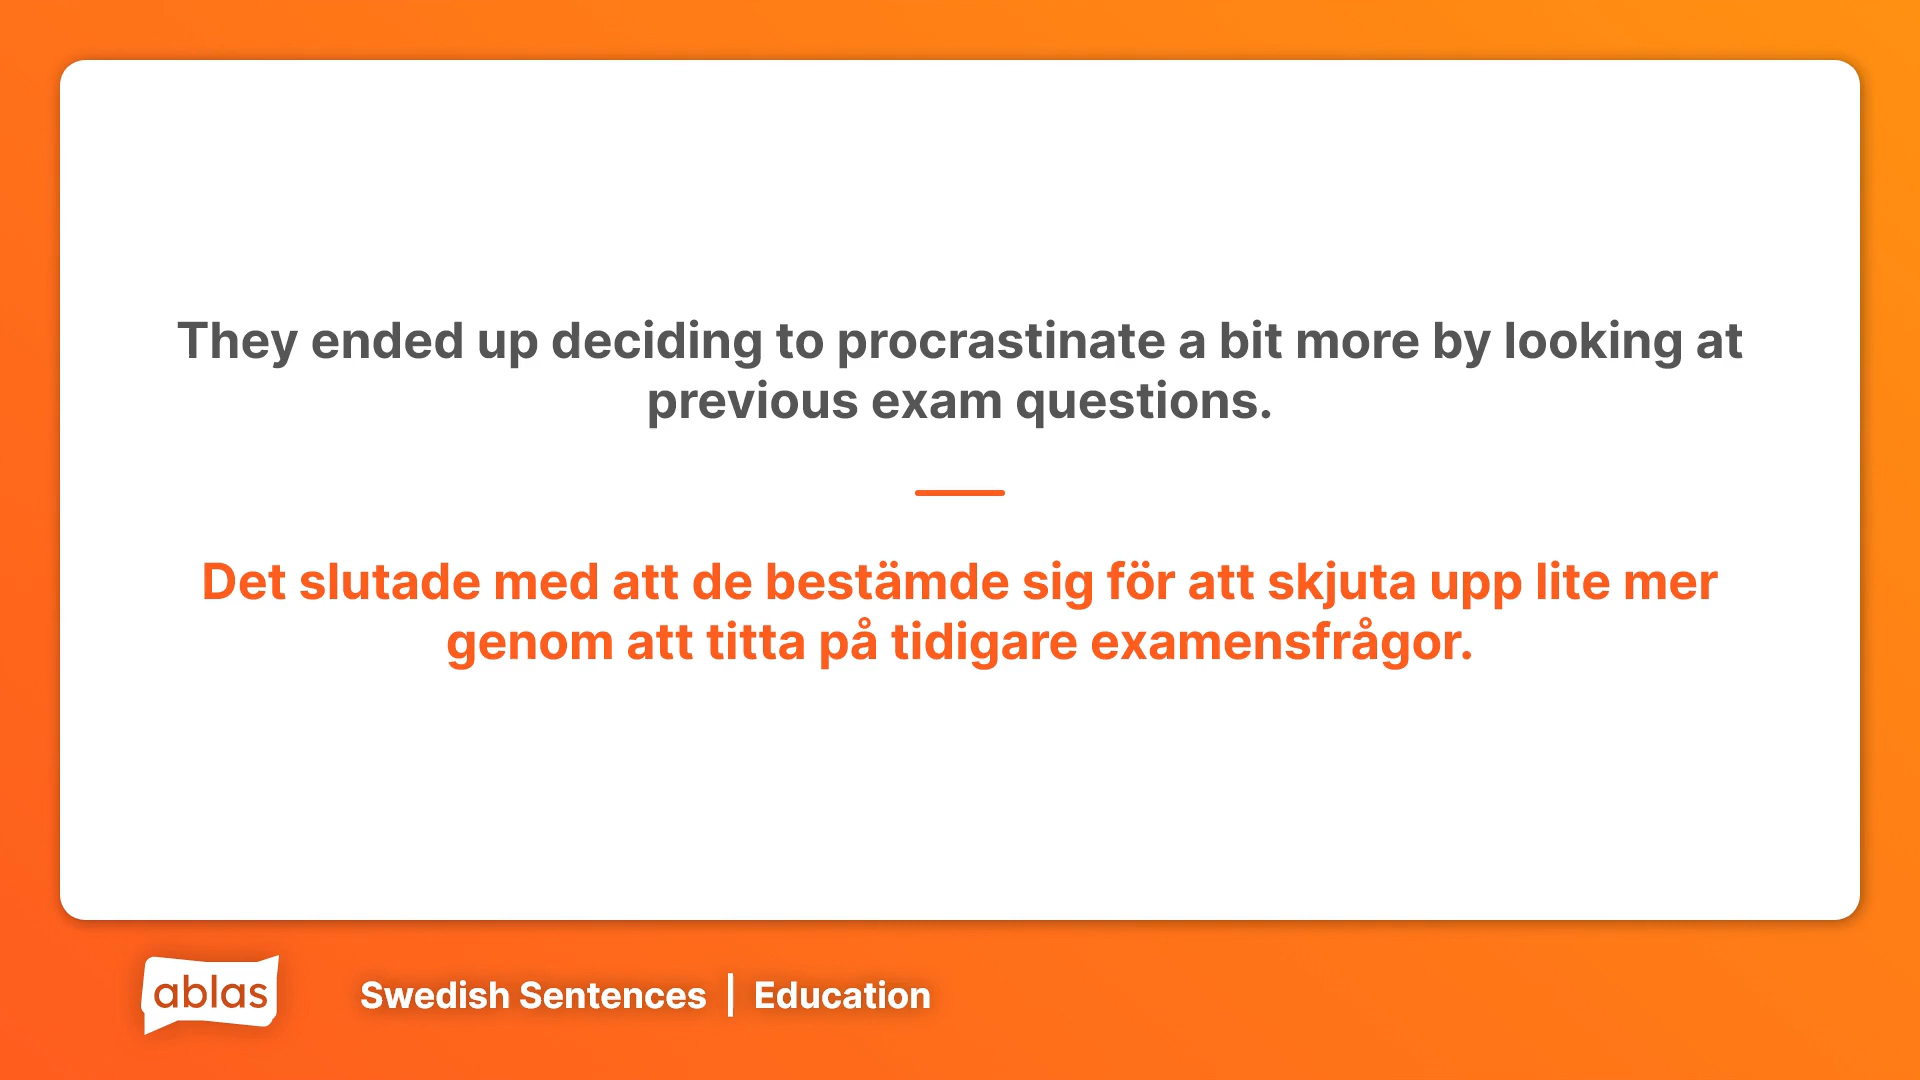 They ended up deciding to procrastinate a bit more by looking at
previous exam questions.
Det slutade med att de bestämde sig för att skjuta upp lite mer
genom att titta på tidigare examensfrågor.
ablas
Swedish Sentences | Education